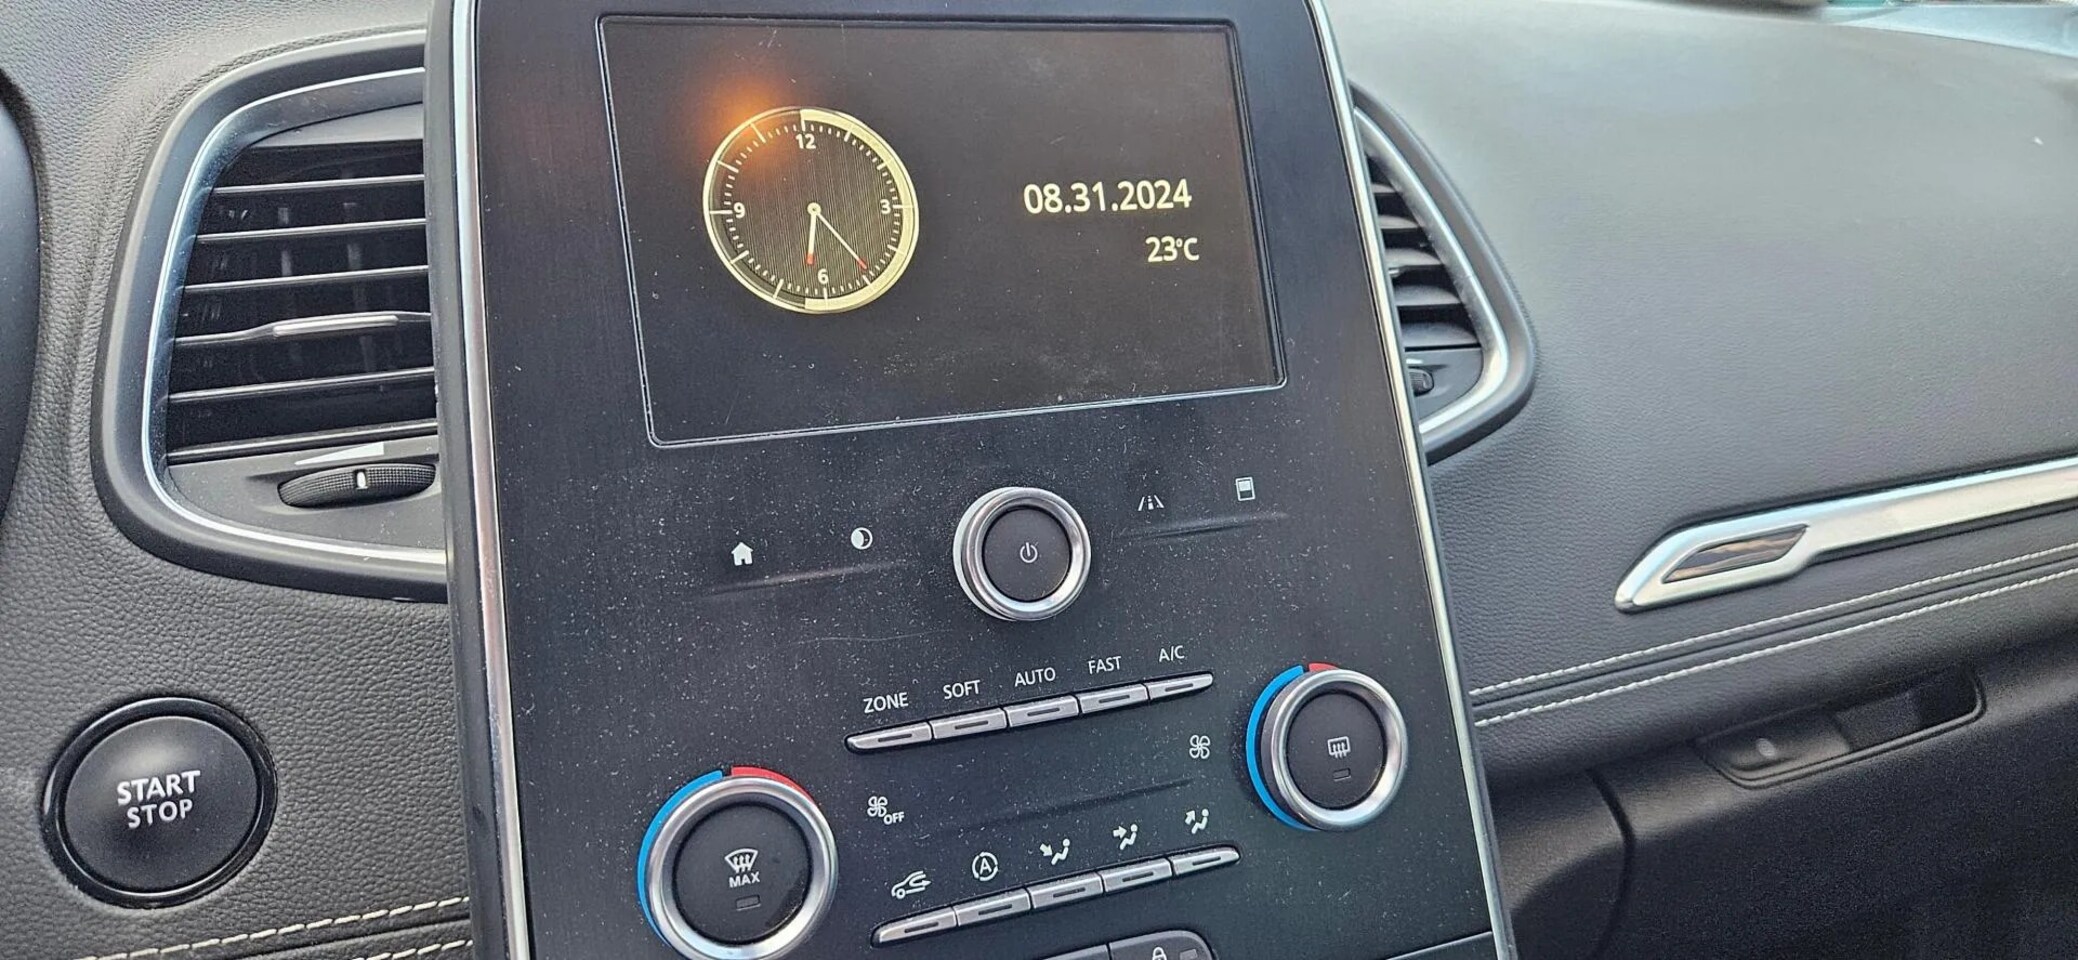 12
9
3
6
08.31.2024
23°C
ZONE SOFT AUTO FAST A/C
START
STOP
OFF
MAX
A